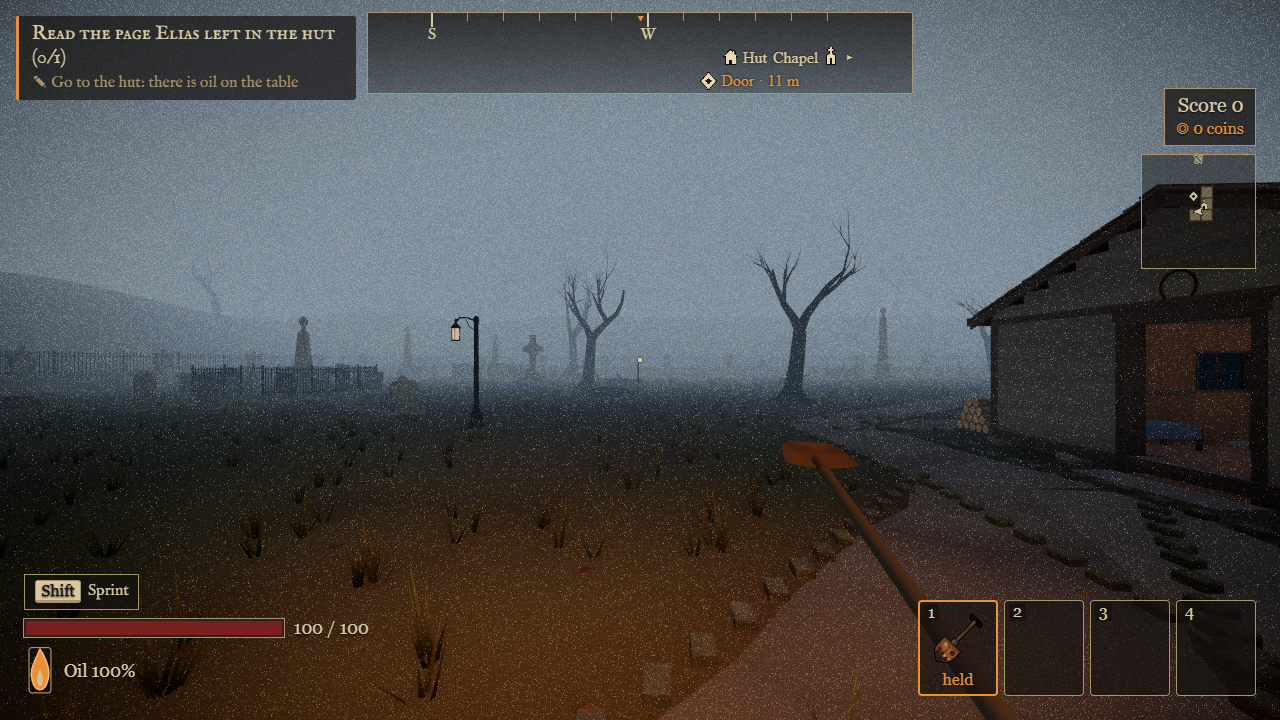 Read the page Elias left in the hut
(0/1)
Go to the hut: there is oil on the table
S
W
Hut Chapel
Door · 11 m
Score 0
0 coins
Shift Sprint
100 / 100
Oil 100%
1
2
3
4
held